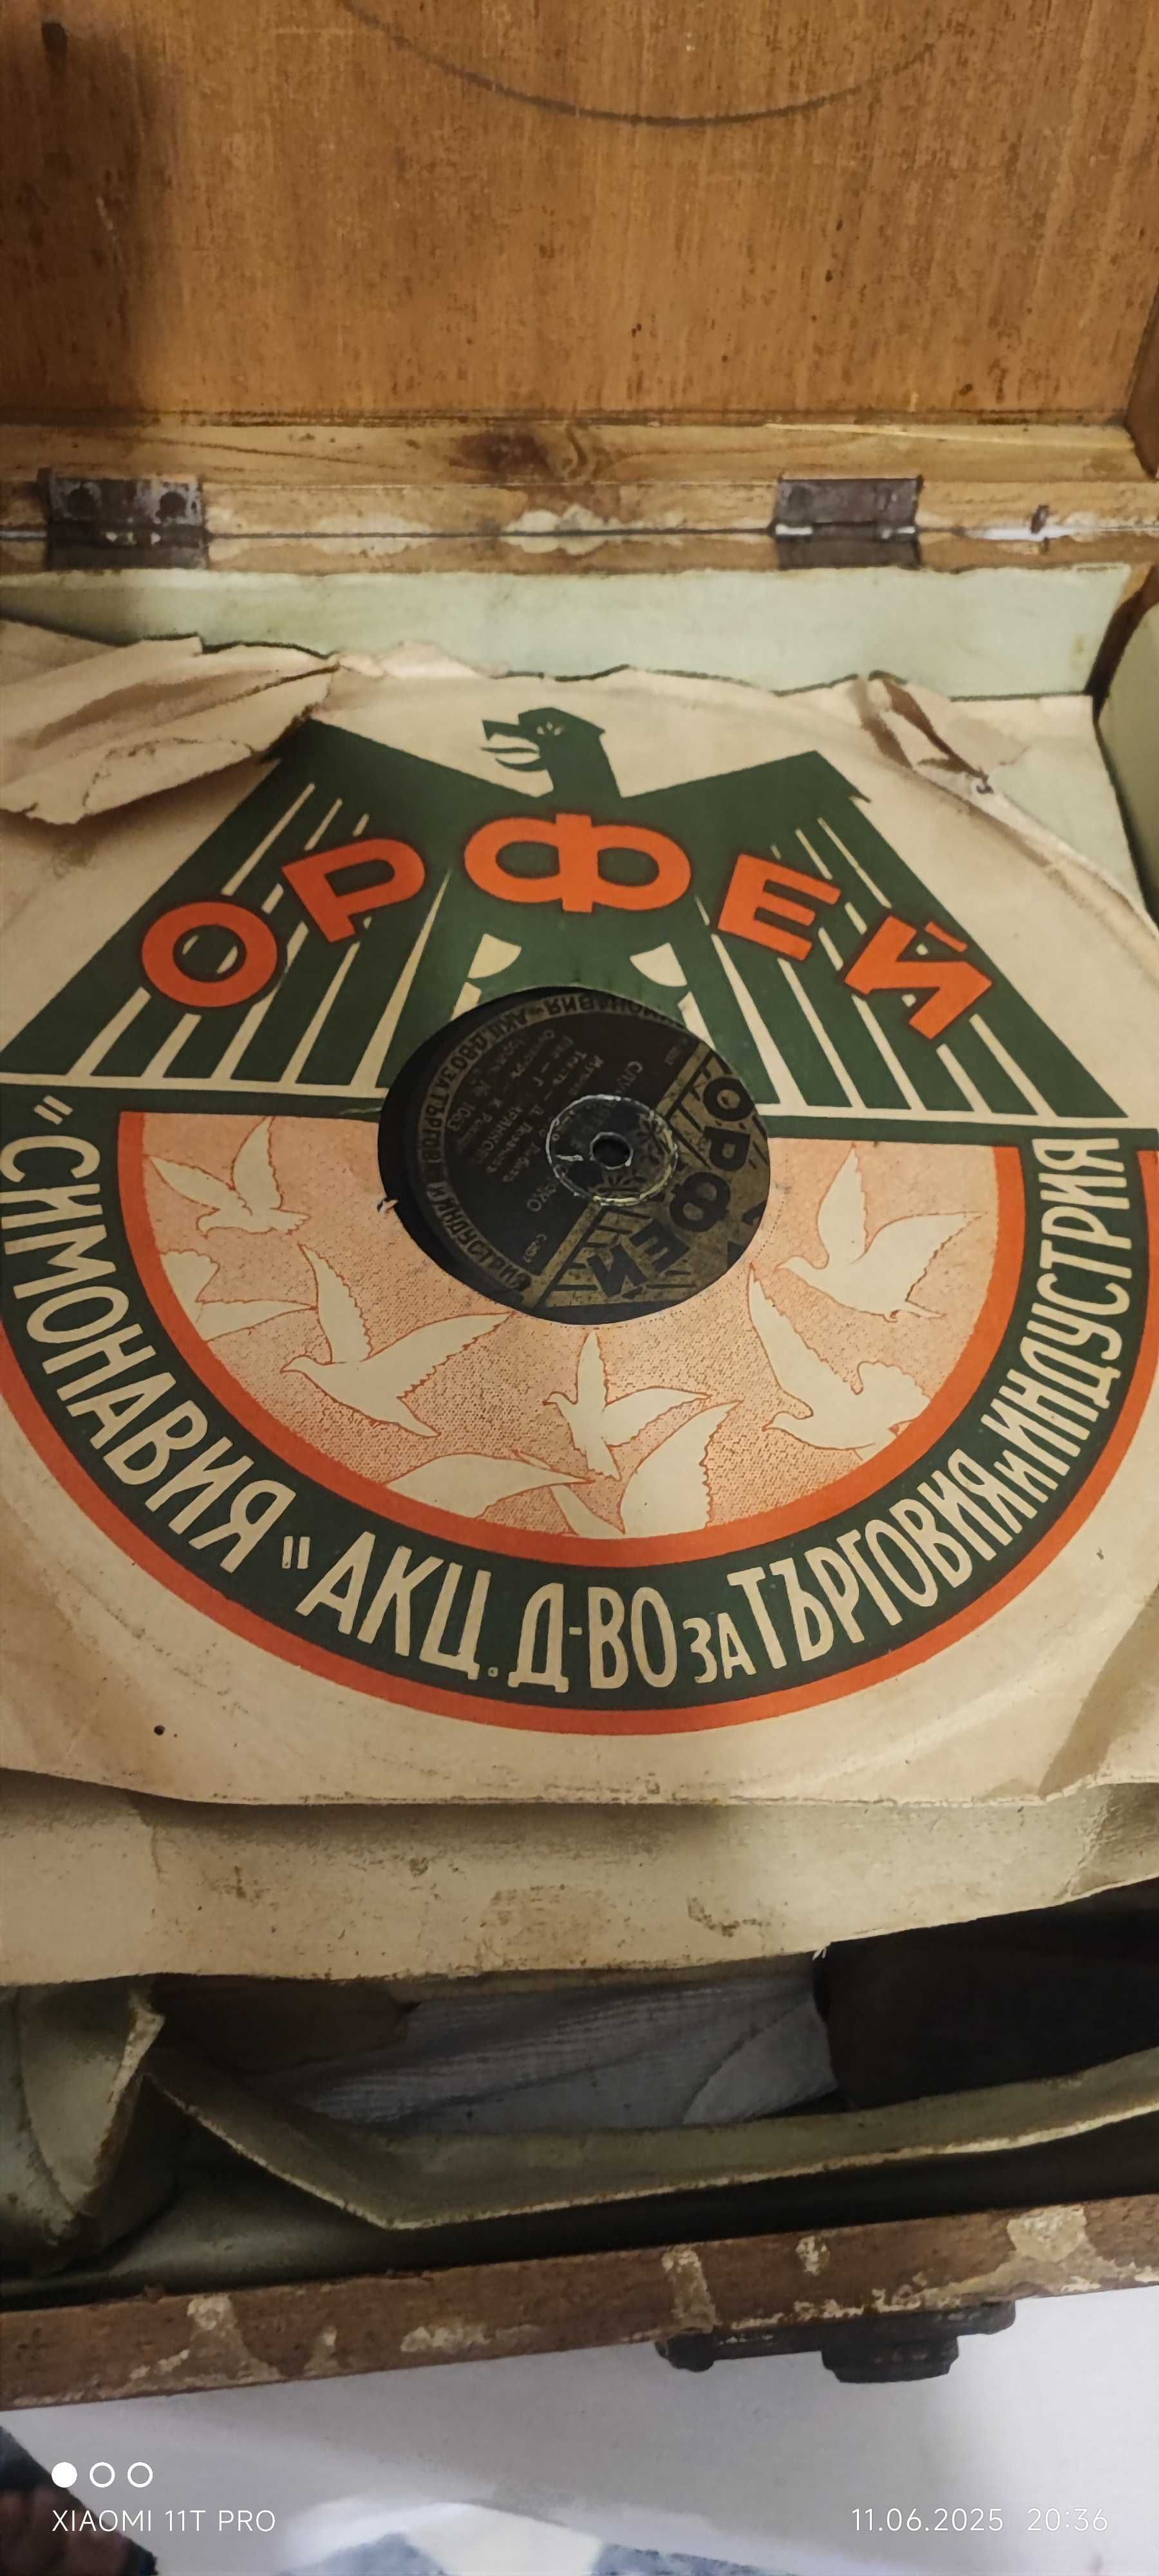 ОРФЕЙ
"СИМОНАВИЯ" АКЦ. Д-ВО ЗА ТЪРГОВИЯ И ИНДУСТРИЯ
ОРФЕЙ
XIAOMI 11T PRO
11.06.2025 20:36